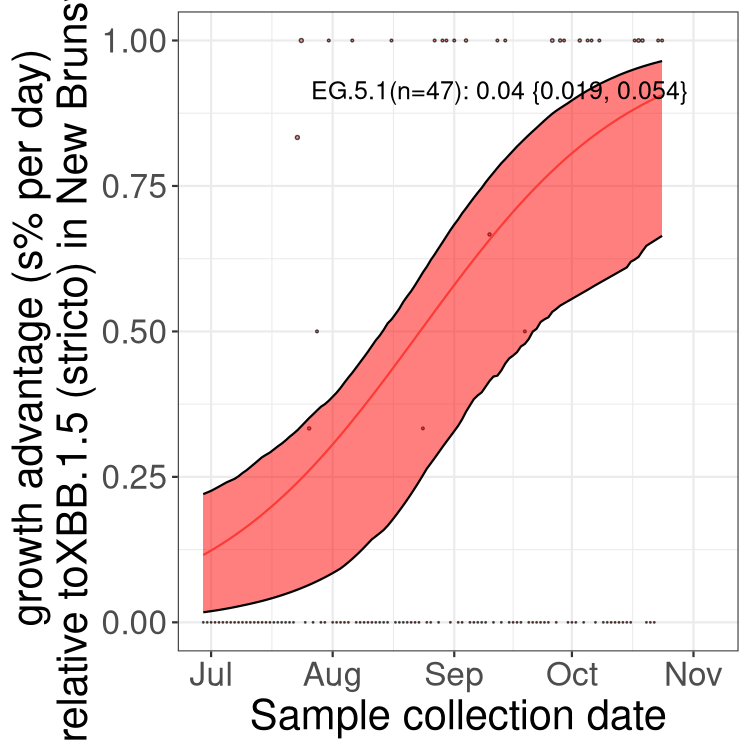 growth advantage (s% per day)
relative toXBB.1.5 (stricto) in New
1.00
0.75
0.50
0.25
0.00
EG.5.1(n=47): 0.04 {0.019, 0.054}
Jul Aug Sep Oct Nov
Sample collection date